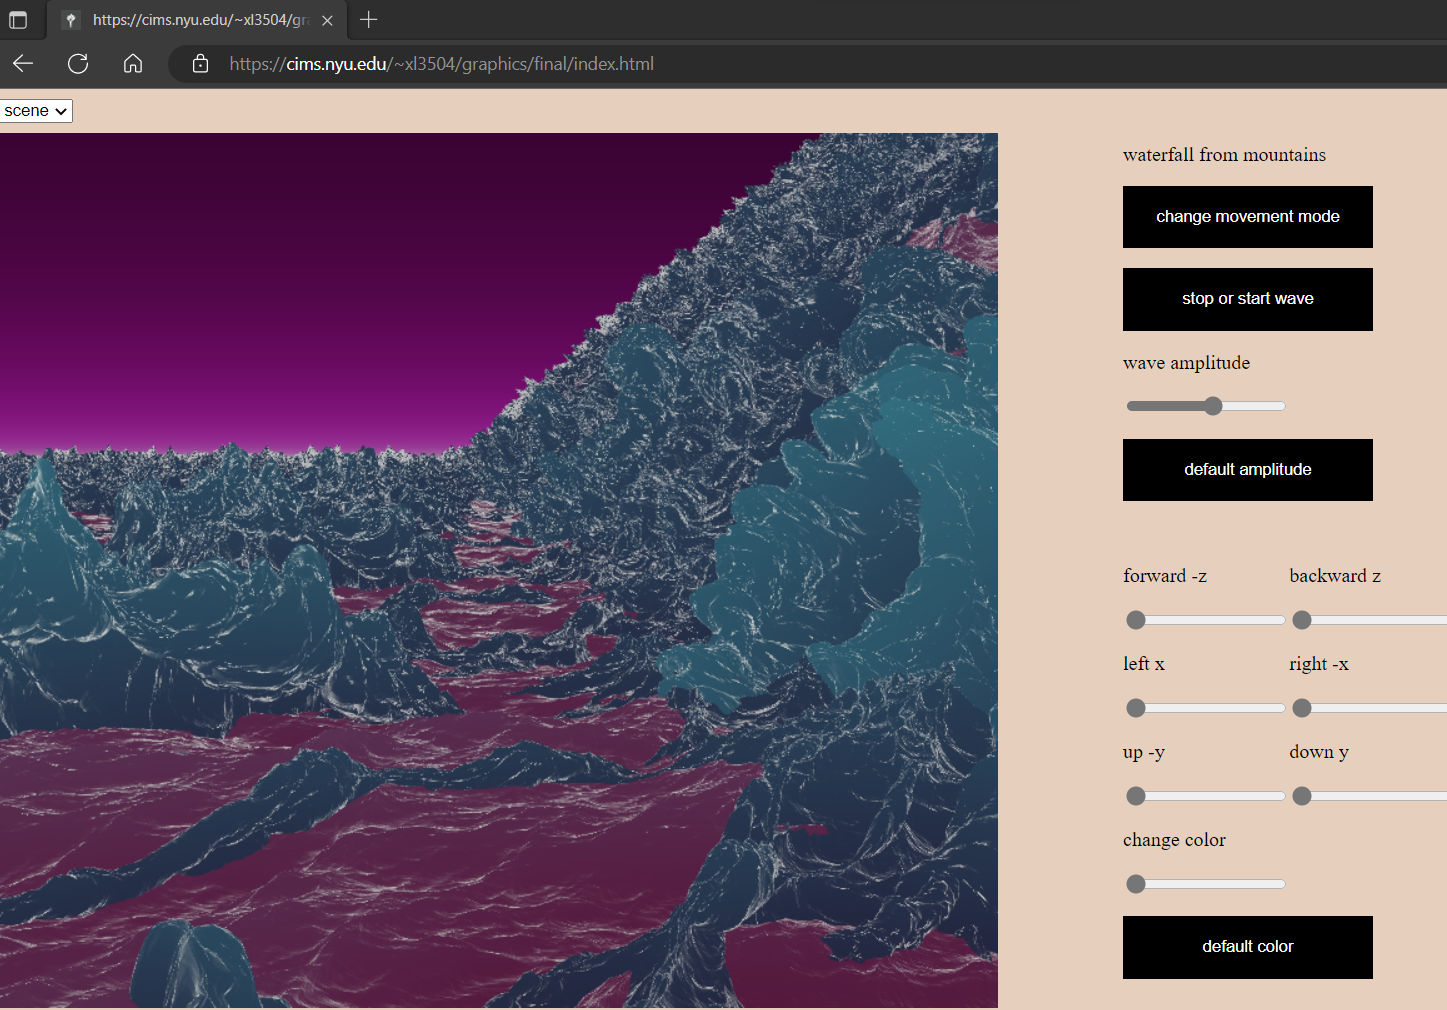 https://cims.nyu.edu/~xl3504/gra
https://cims.nyu.edu/~xl3504/graphics/final/index.html
scene
waterfall from mountains
change movement mode
stop or start wave
wave amplitude
default amplitude
forward -z backward z
left x right -x
up -y down y
change color
default color